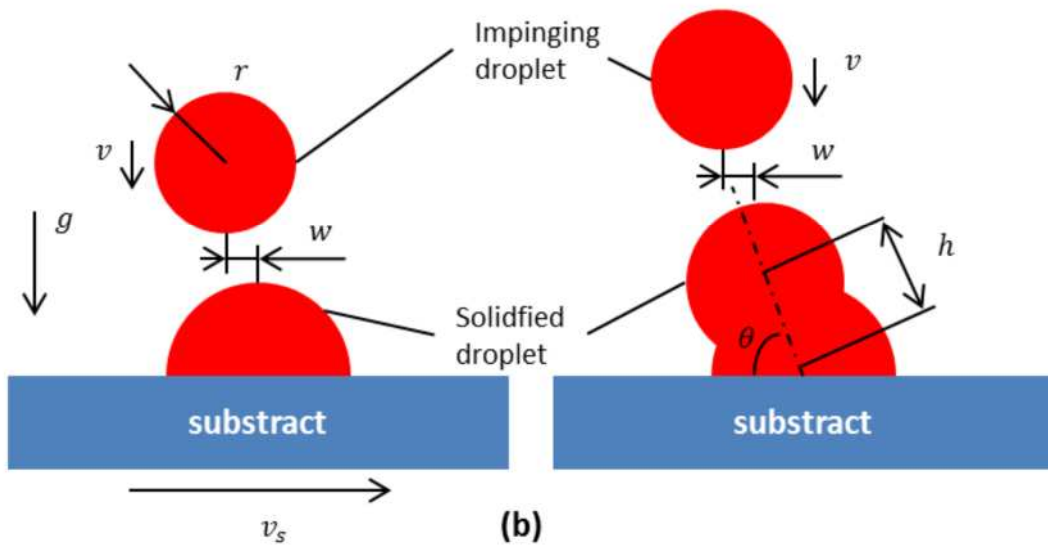 Impinging
droplet
r
v
v
w
w
g
h
Solidfied
droplet
θ
substract
substract
v_s
(b)